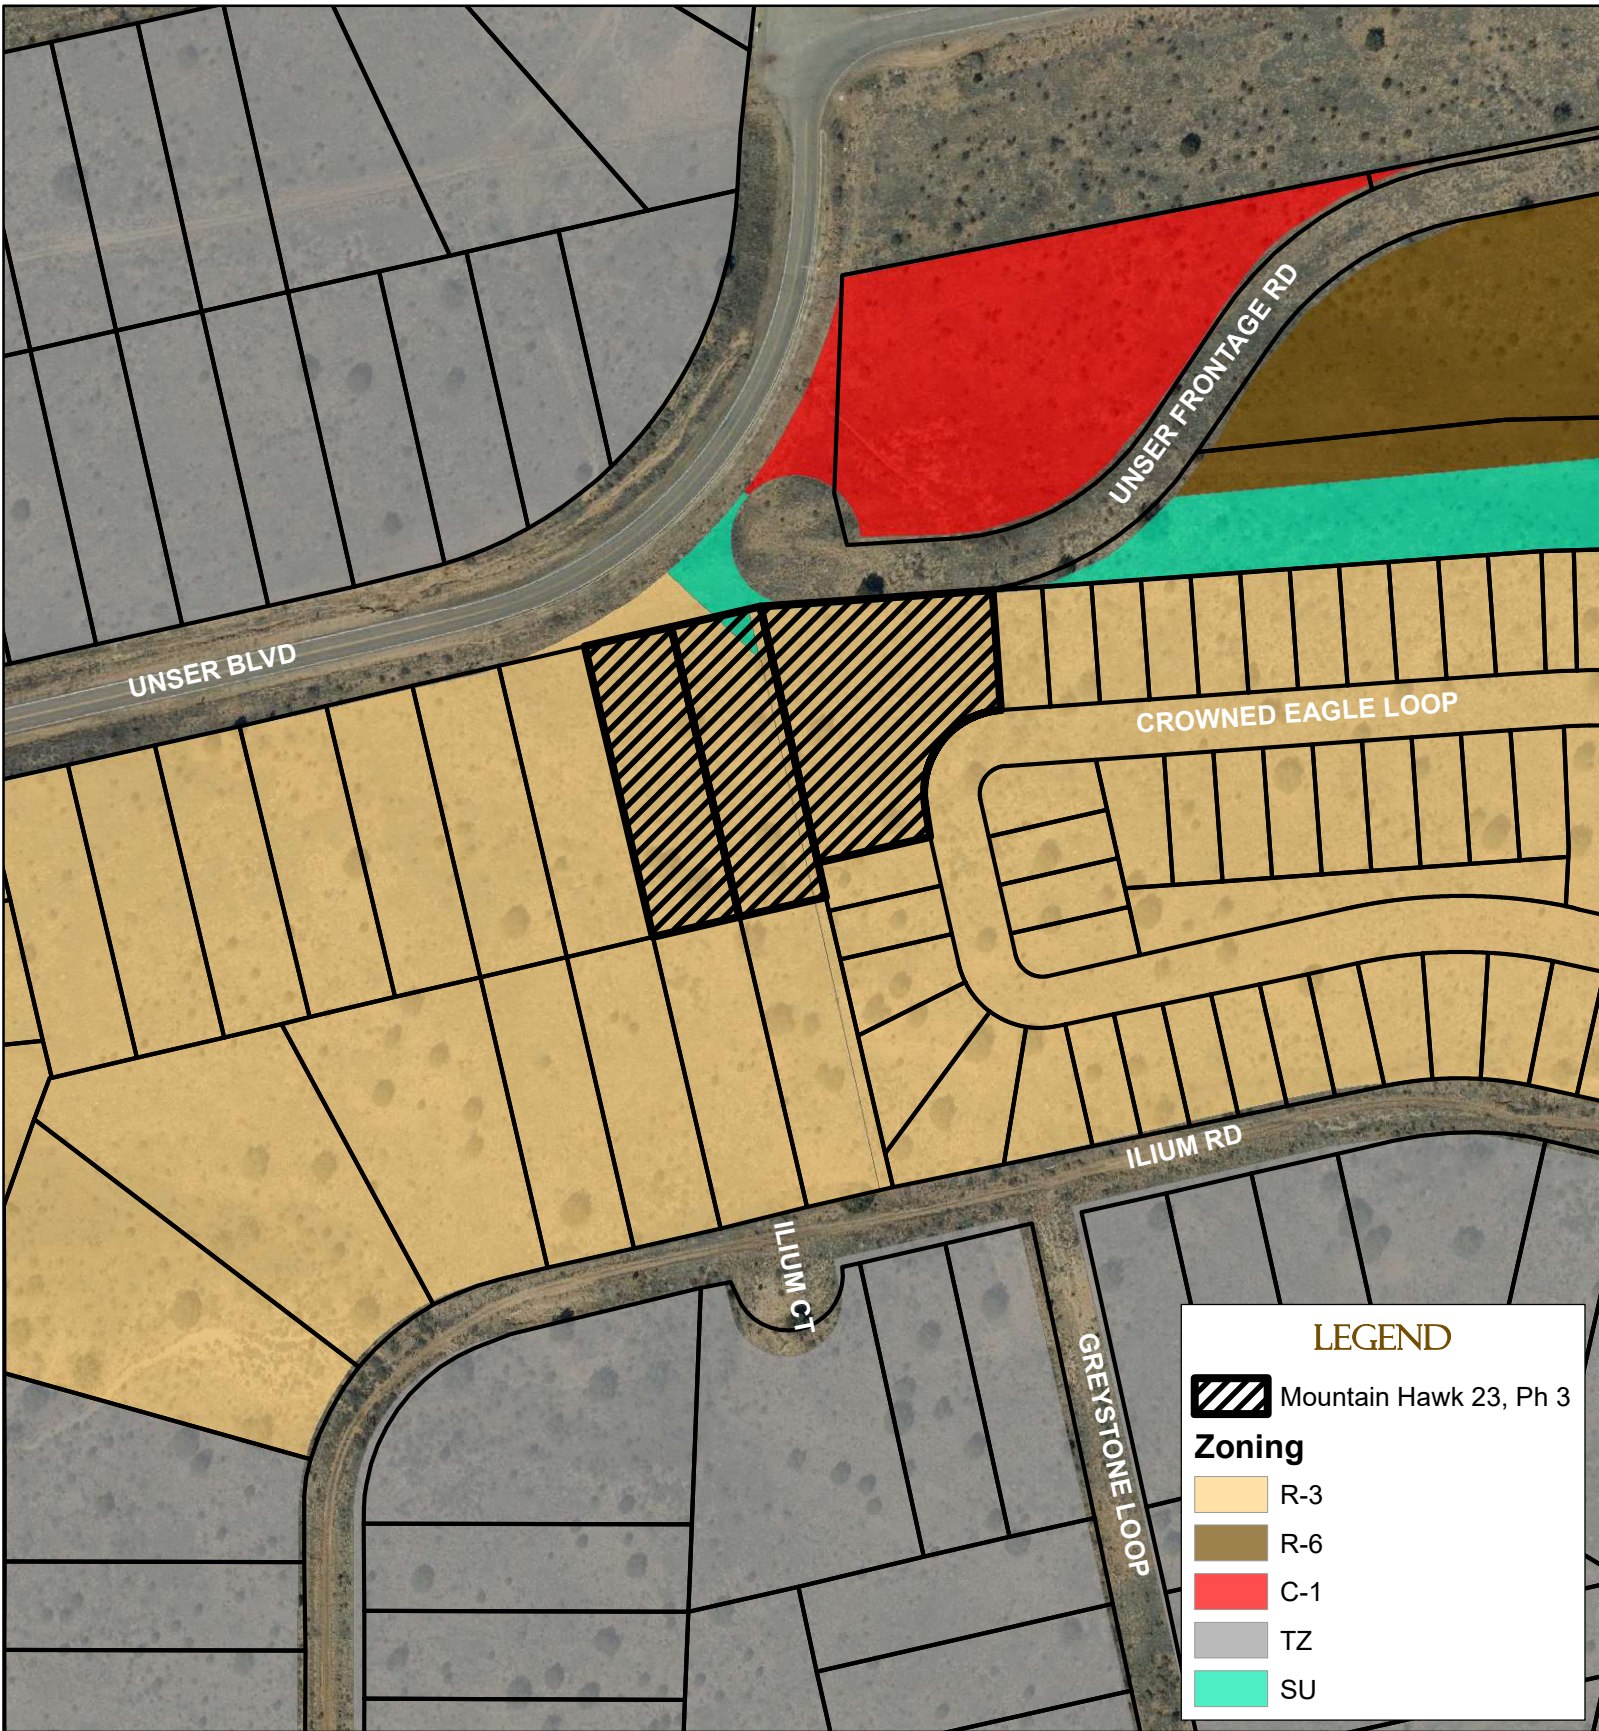 UNSER FRONTAGE RD
UNSER BLVD
CROWNED EAGLE LOOP
ILIUM RD
ILIUM CT
GREYSTONE LOOP
LEGEND
Mountain Hawk 23, Ph 3
Zoning
R-3
R-6
C-1
TZ
SU